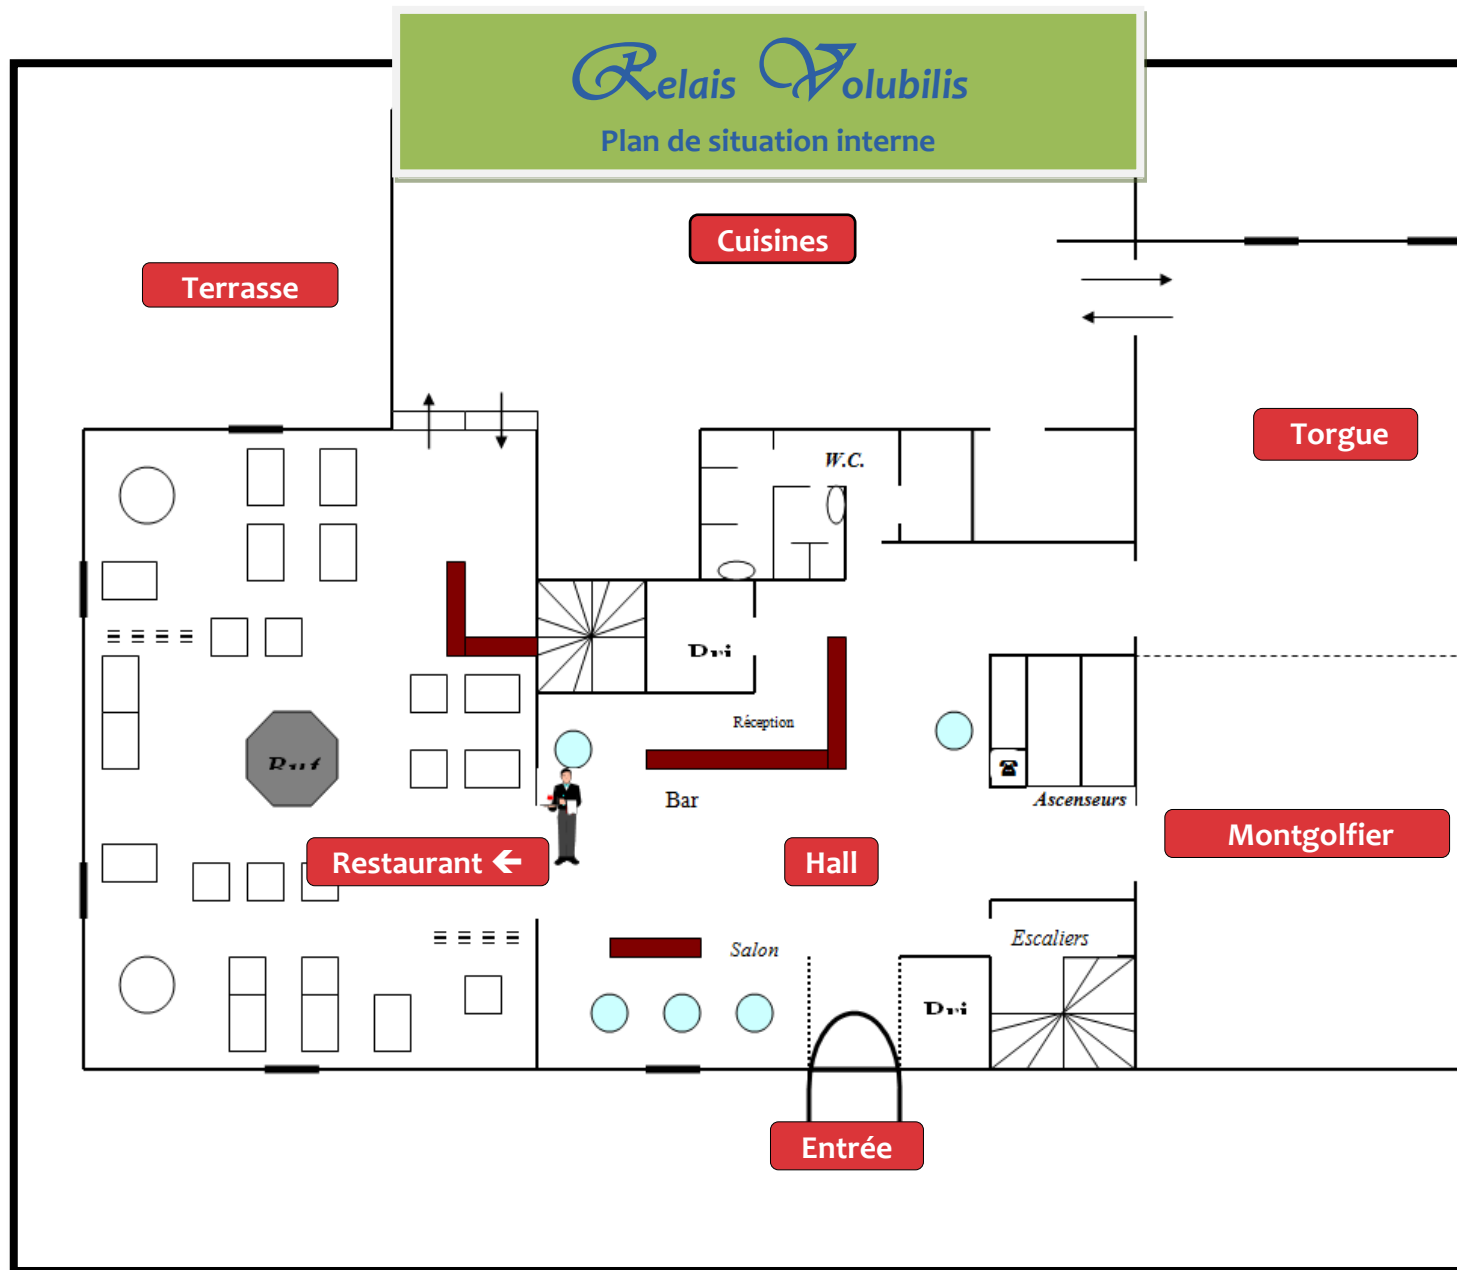 Relais Volubilis
Plan de situation interne
Cuisines
Terrasse
Torgue
W.C.
Réception
Bar
Ascenseurs
Restaurant ←
Hall
Montgolfier
Salon
Escaliers
Entrée